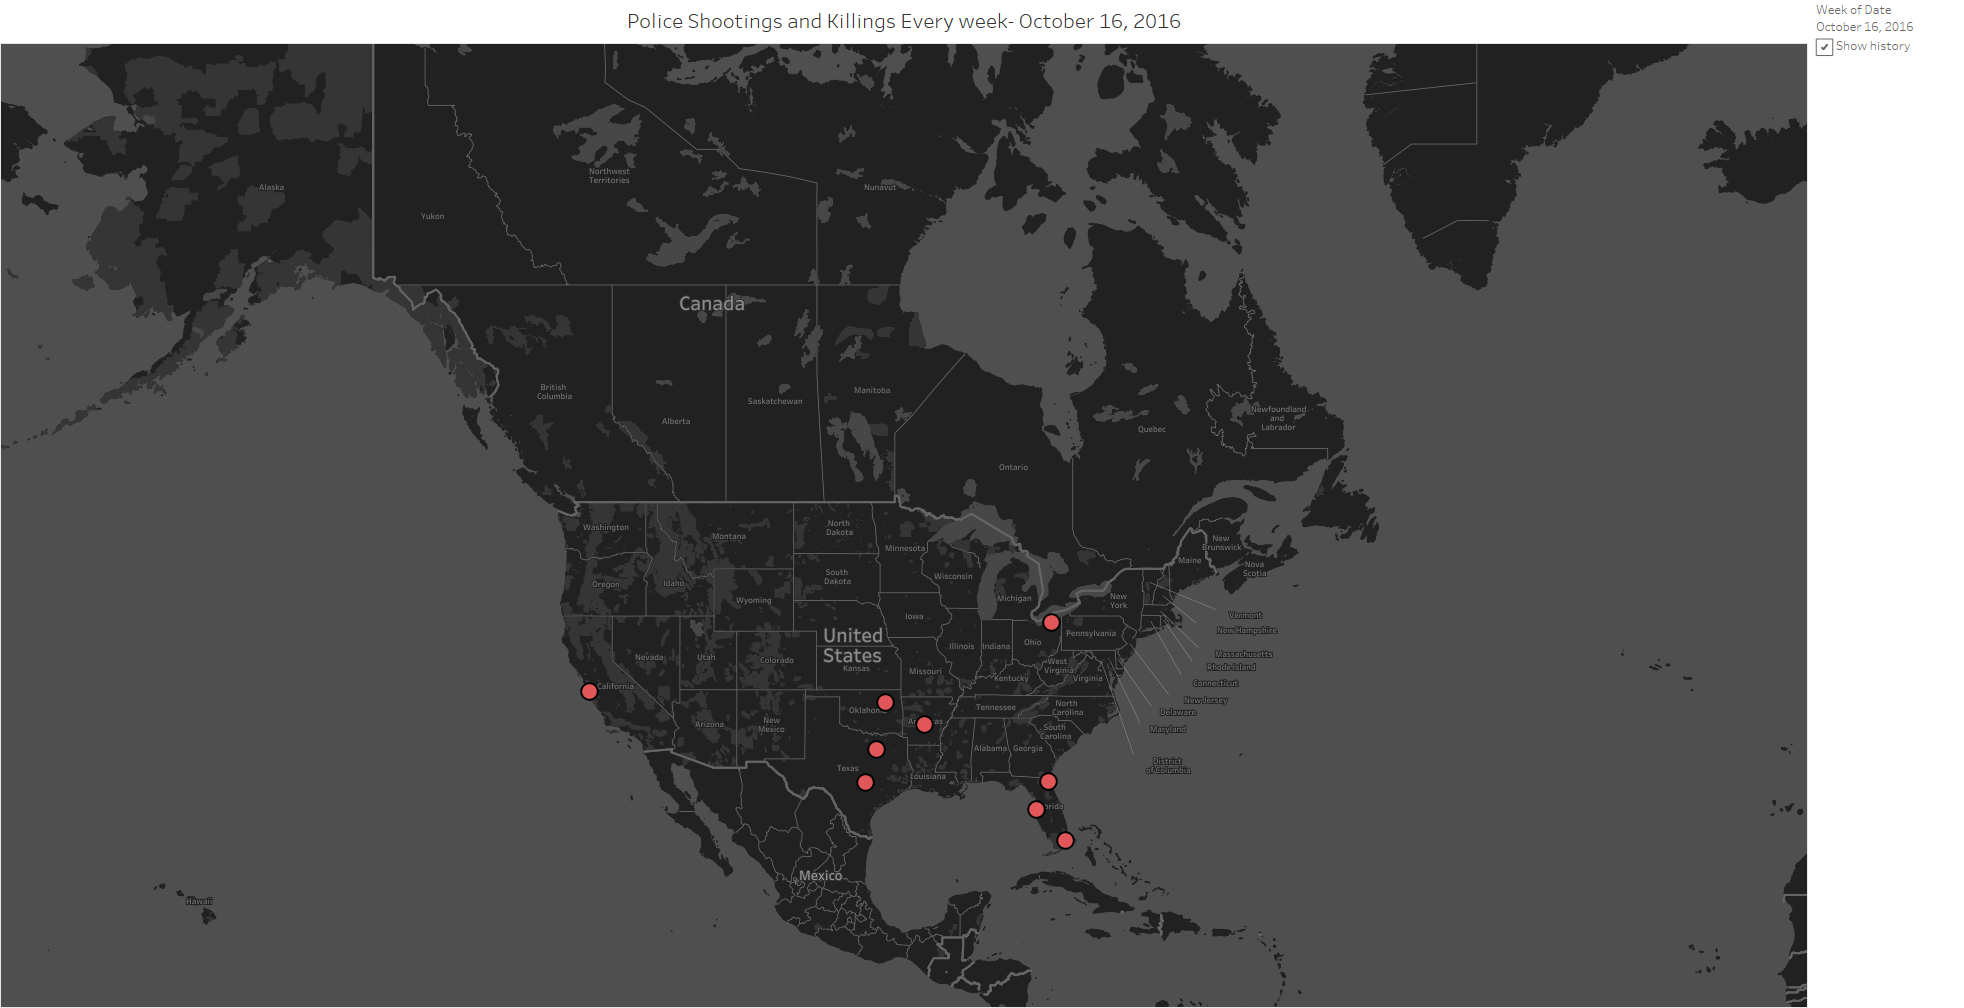 Police Shootings and Killings Every week- October 16, 2016
Week of Date
October 16, 2016
Show history
Alaska
Yukon
Northwest
Territories
Nunavut
Canada
British
Columbia
Alberta
Saskatchewan
Manitoba
Ontario
Quebec
Newfoundland
and
Labrador
New
Brunswick
Nova
Scotia
Maine
Washington
Montana
North
Dakota
Minnesota
Oregon
Idaho
Wyoming
South
Dakota
Wisconsin
Michigan
New
York
Vermont
New Hampshire
Massachusetts
Rhode Island
Connecticut
New Jersey
Delaware
Maryland
District
of Columbia
Iowa
Pennsylvania
Ohio
Illinois
Indiana
United
States
Nevada
Utah
Colorado
Kansas
Missouri
West
Virginia
Virginia
Kentucky
California
Arizona
New
Mexico
Oklahom
Tennessee
North
Carolina
South
Carolina
Alabama
Georgia
Texas
Louisiana
Mexico
Hawaii